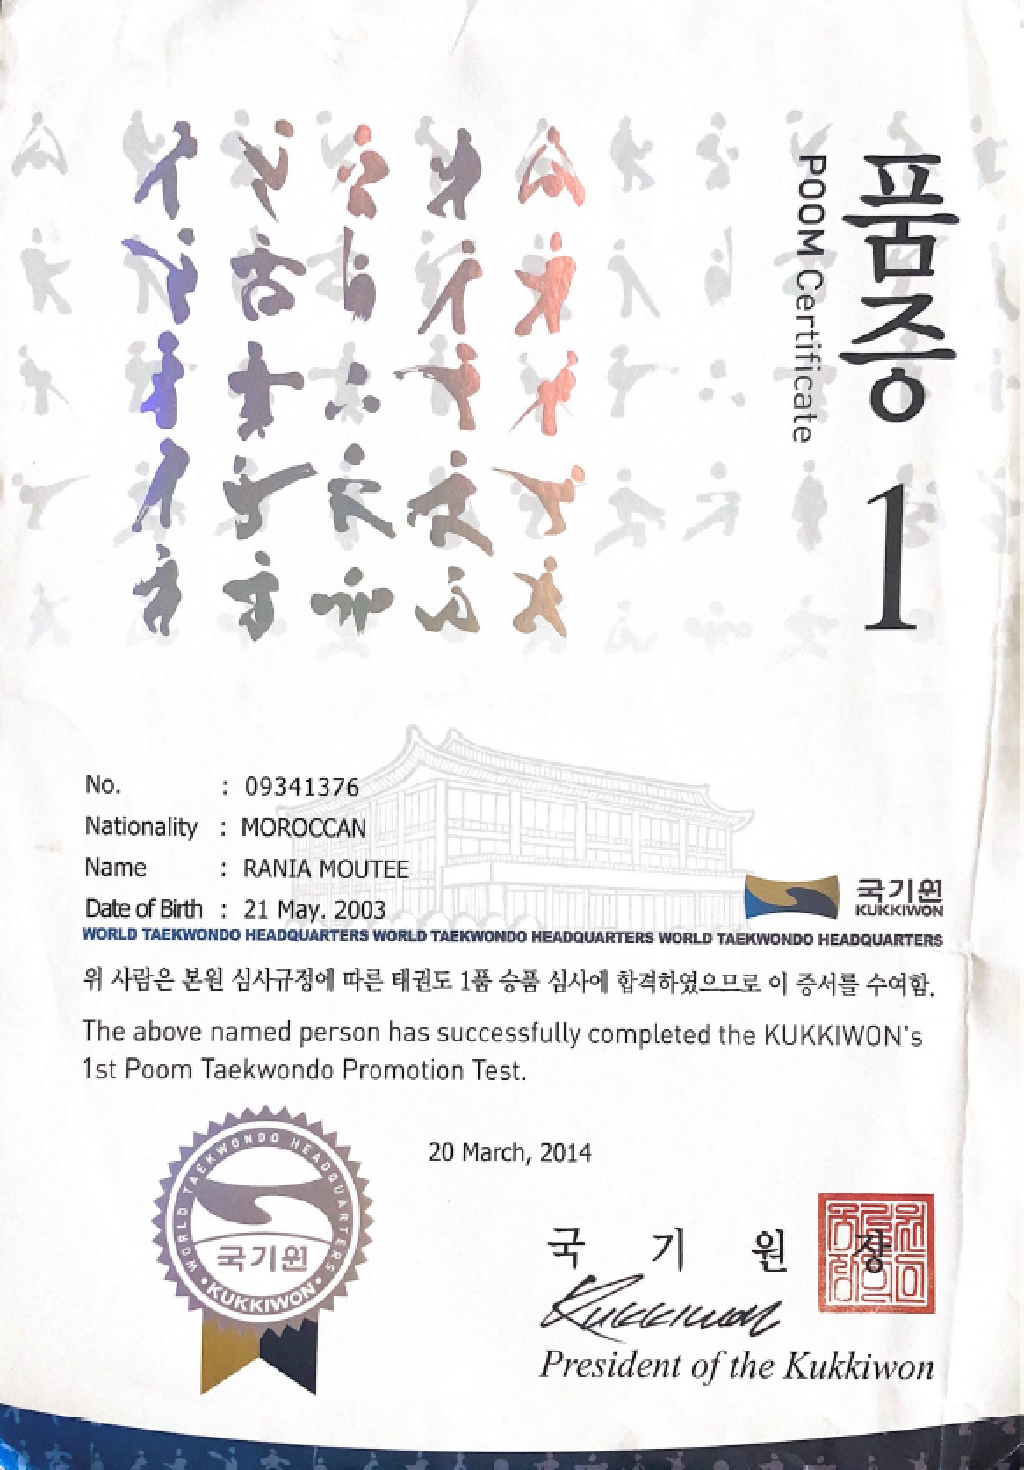 품증 1
POOM Certificate
No. : 09341376
Nationality : MOROCCAN
Name : RANIA MOUTEE
Date of Birth : 21 May. 2003
국기원
KUKKIWON
WORLD TAEKWONDO HEADQUARTERS WORLD TAEKWONDO HEADQUARTERS WORLD TAEKWONDO HEADQUARTERS
위 사람은 본원 심사규정에 따른 태권도 1품 승품 심사에 합격하였으므로 이 증서를 수여함.
The above named person has successfully completed the KUKKIWON's
1st Poom Taekwondo Promotion Test.
20 March, 2014
WORLD TAEKWONDO HEADQUARTERS
국기원
• KUKKIWON •
국 기 원 장
Kukkiwon
President of the Kukkiwon